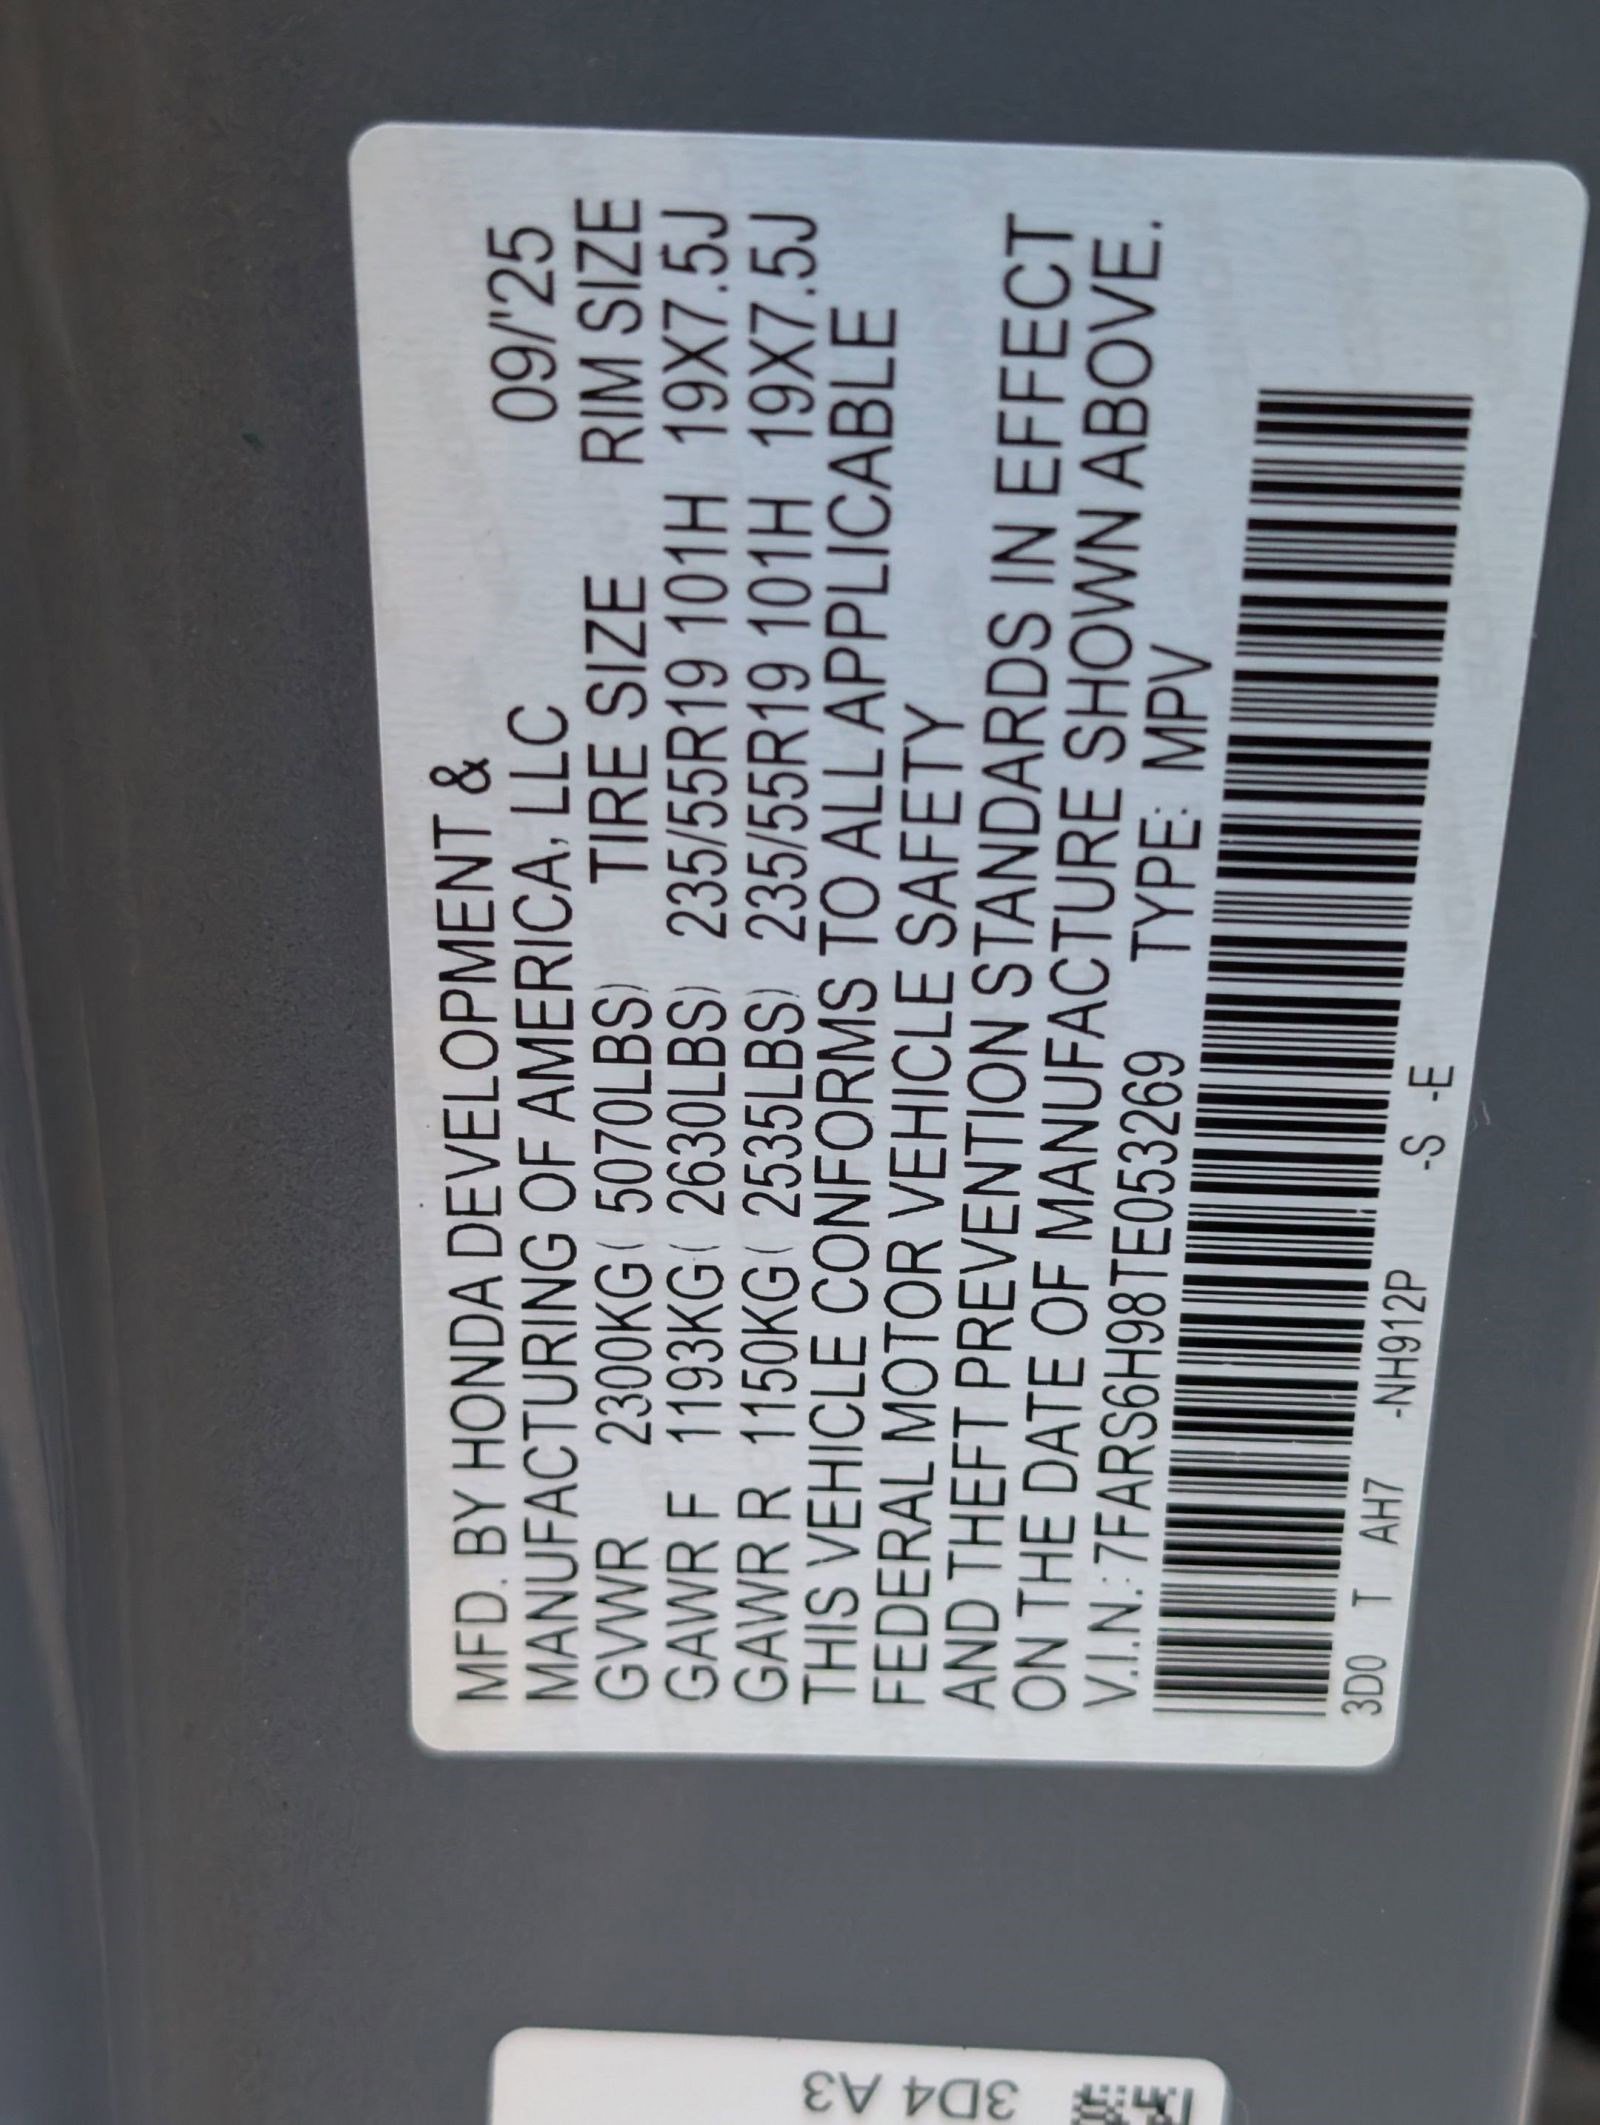 MFD. BY HONDA DEVELOPMENT &
MANUFACTURING OF AMERICA, LLC 09/'25
GVWR 2300KG( 5070LBS) TIRE SIZE RIM SIZE
GAWR F 1193KG( 2630LBS) 235/55R19 101H 19X7.5J
GAWR R 1150KG( 2535LBS) 235/55R19 101H 19X7.5J
THIS VEHICLE CONFORMS TO ALL APPLICABLE
FEDERAL MOTOR VEHICLE SAFETY
AND THEFT PREVENTION STANDARDS IN EFFECT
ON THE DATE OF MANUFACTURE SHOWN ABOVE.
V.I.N.:7FARS6H98TE053269 TYPE: MPV
3D0 T AH7 -NH912P -S -E
3D4 A3